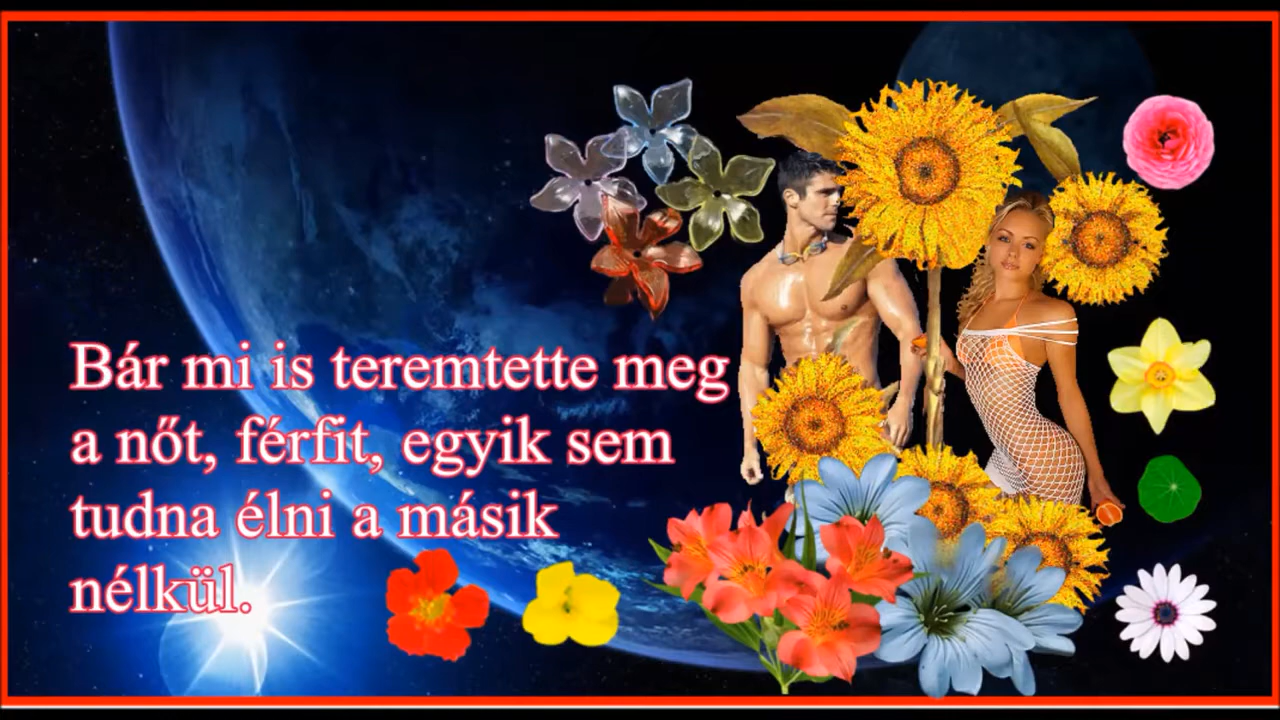 Bár mi is teremtette meg
a nőt, férfit, egyik sem
tudna élni a másik
nélkül.